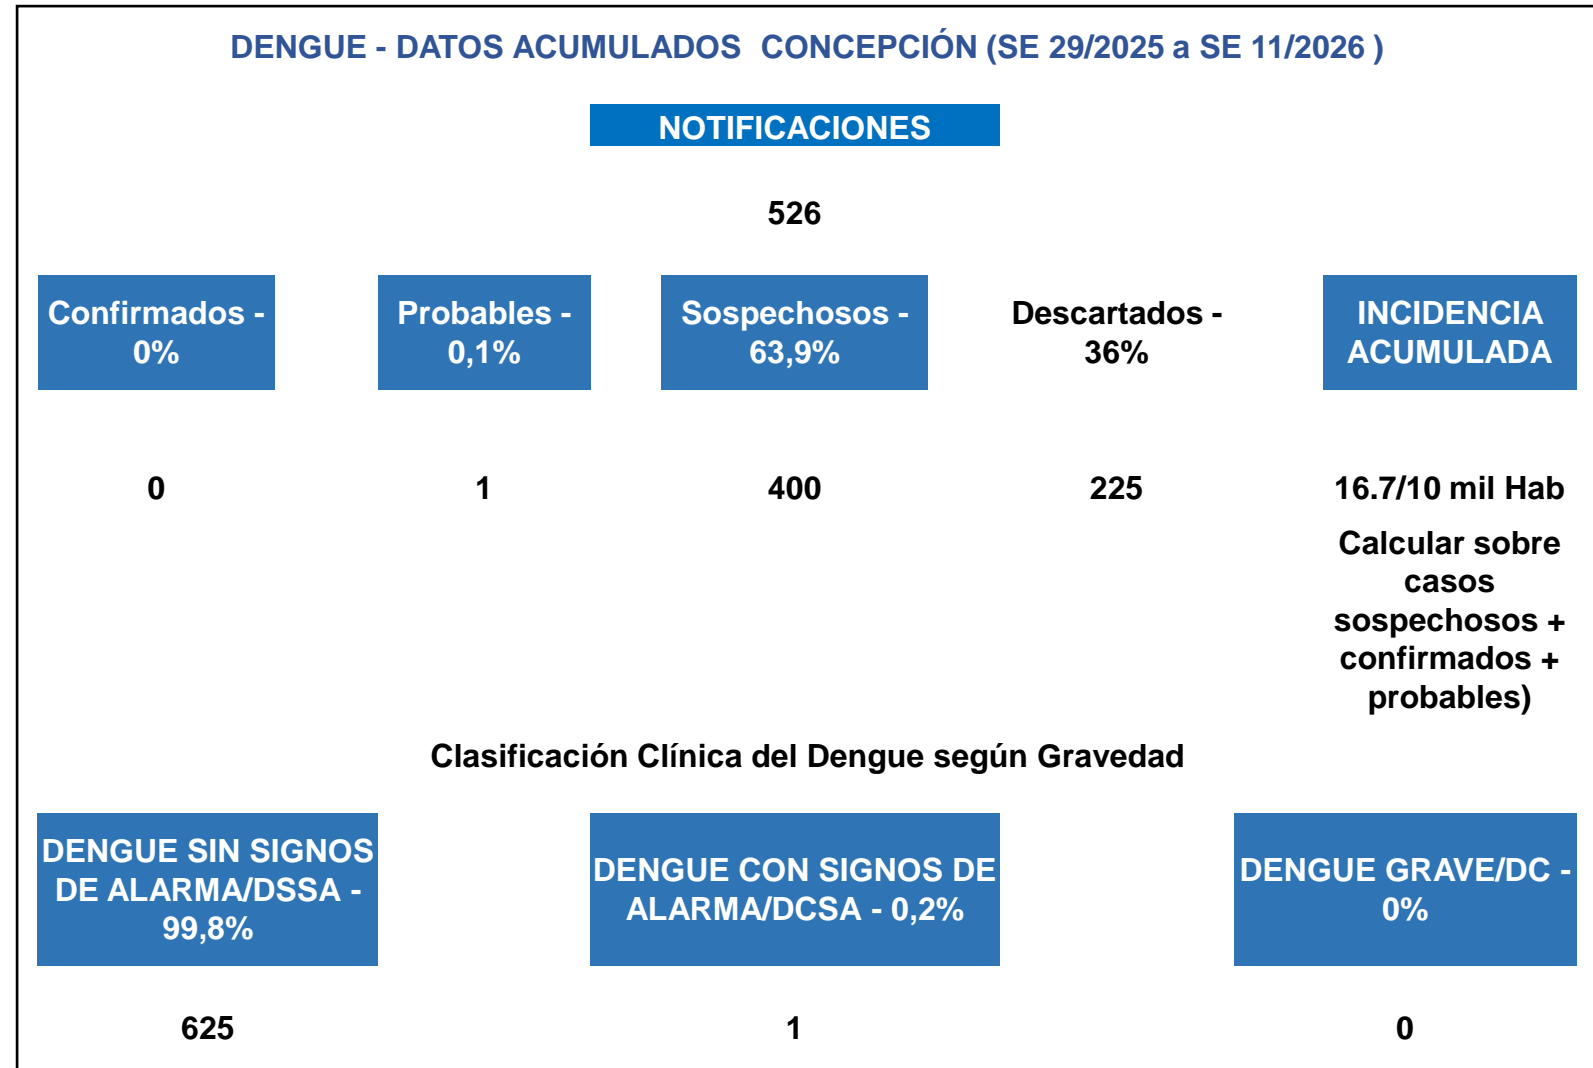 DENGUE - DATOS ACUMULADOS  CONCEPCIÓN (SE 29/2025 a SE 11/2026 )
NOTIFICACIONES
526
Confirmados -
0%
Probables -
0,1%
Sospechosos -
63,9%
Descartados -
36%
INCIDENCIA
ACUMULADA
0
1
400
225
16.7/10 mil Hab
Calcular sobre
casos
sospechosos +
confirmados +
probables)
Clasificación Clínica del Dengue según Gravedad
DENGUE SIN SIGNOS
DE ALARMA/DSSA -
99,8%
DENGUE CON SIGNOS DE
ALARMA/DCSA - 0,2%
DENGUE GRAVE/DC -
0%
625
1
0